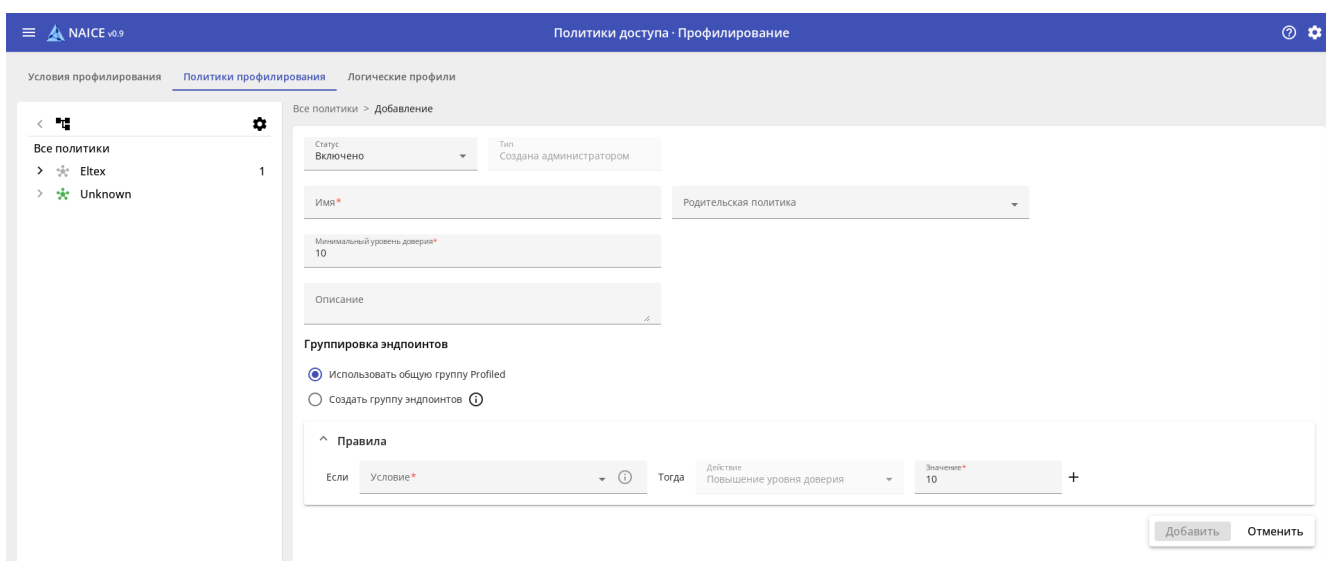 NAICE v0.9
Политики доступа · Профилирование
Условия профилирования Политики профилирования Логические профили
Все политики > Добавление
Все политики
Eltex 1
Unknown
Статус
Включено
Тип
Создана администратором
Имя*
Родительская политика
Минимальный уровень доверия*
10
Описание
Группировка эндпоинтов
Использовать общую группу Profiled
Создать группу эндпоинтов
Правила
Если
Условие*
Тогда
Действие
Повышение уровня доверия
Значение*
10
Добавить Отменить